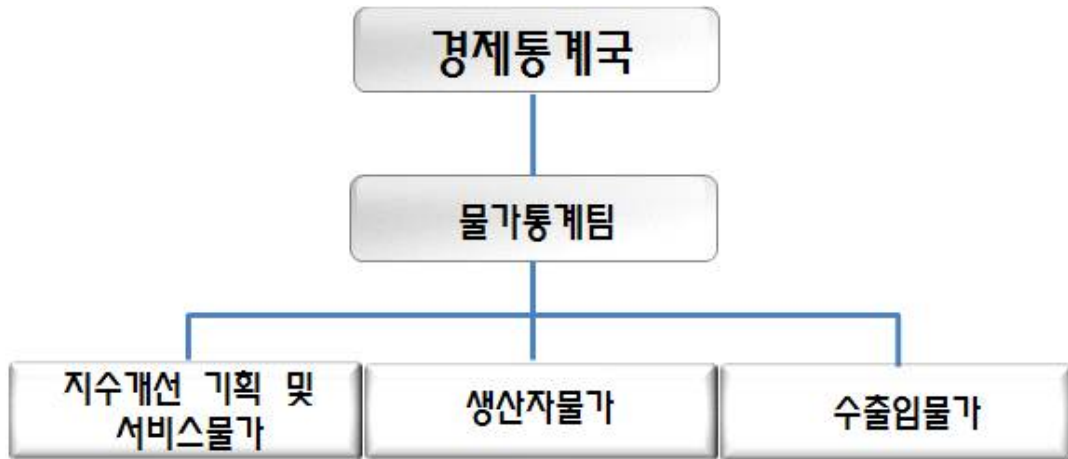 경제통계국
물가통계팀
지수개선 기획 및
서비스물가
생산자물가
수출입물가